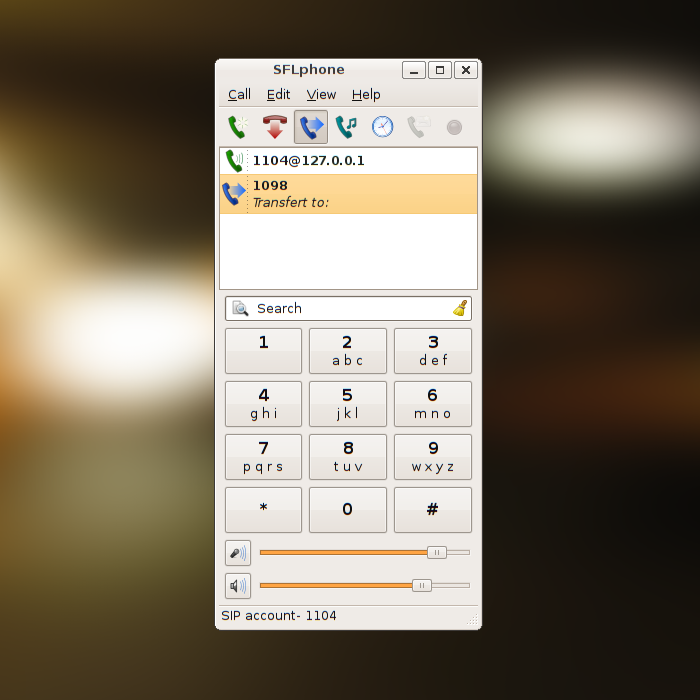 SFLphone
Call Edit View Help
1104@127.0.0.1
1098
Transfert to:
Search
1 2 3
abc def
4 5 6
ghi jkl mno
7 8 9
pqrs tuv wxyz
* 0 #
SIP account- 1104